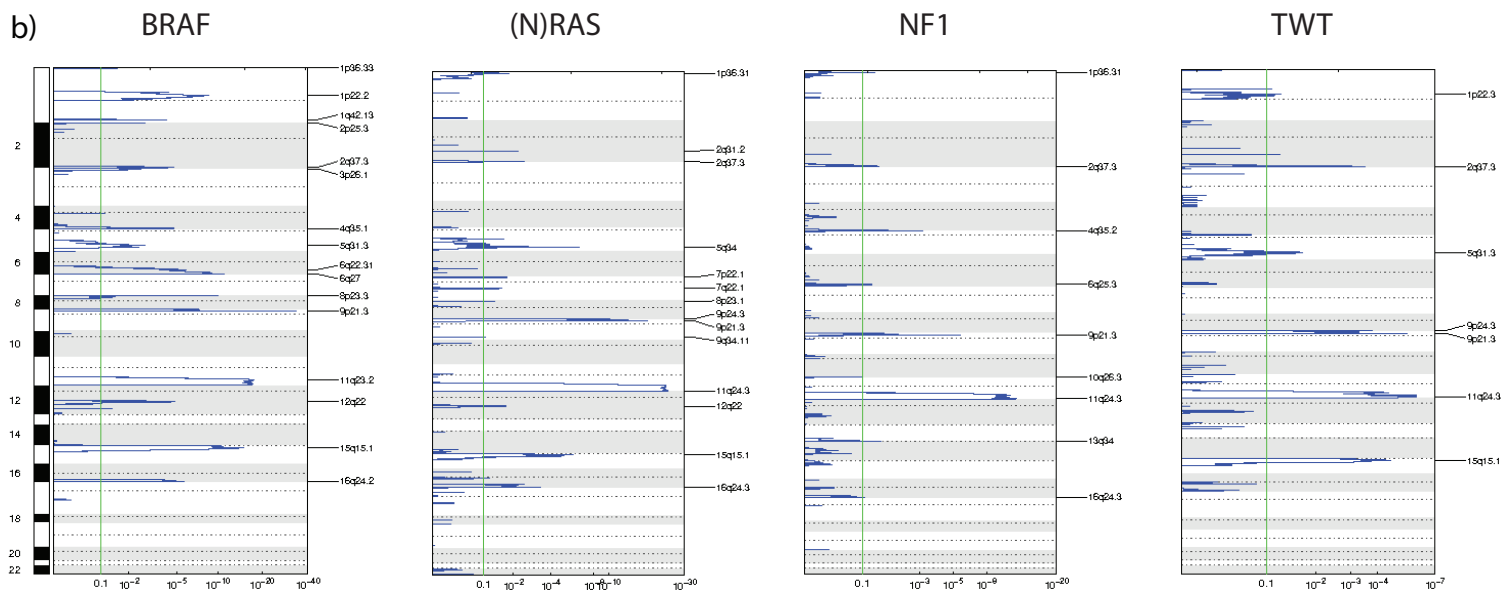 b)
BRAF
(N)RAS
NF1
TWT
2
4
6
8
10
12
14
16
18
20
22
1p36.33
1p22.2
1q42.13
2p25.3
2q37.3
3p26.1
4q35.1
5q31.3
6q22.31
6q27
8p23.3
9p21.3
11q23.2
12q22
15q15.1
16q24.2
0.1 10⁻² 10⁻⁵ 10⁻¹⁰ 10⁻²⁰ 10⁻⁴⁰
1p36.31
2q31.2
2q37.3
5q34
7p22.1
7q22.1
8p23.1
9p24.3
9p21.3
9q34.11
11q24.3
12q22
15q15.1
16q24.3
0.1 10⁻² 10⁻⁴ 10⁻¹⁰ 10⁻³⁰
1p36.31
2q37.3
4q35.2
6q25.3
9p21.3
10q26.3
11q24.3
13q34
16q24.3
0.1 10⁻³ 10⁻⁵ 10⁻⁹ 10⁻²⁰
1p22.3
2q37.3
5q31.3
9p24.3
9p21.3
11q24.3
15q15.1
0.1 10⁻² 10⁻³ 10⁻⁴ 10⁻⁷